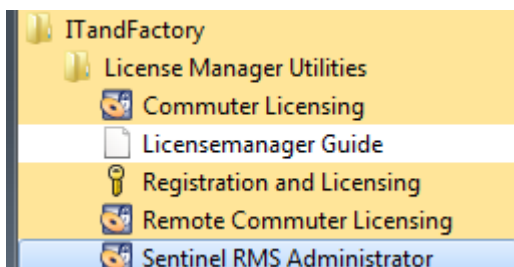 ITandFactory
License Manager Utilities
Commuter Licensing
Licensemanager Guide
Registration and Licensing
Remote Commuter Licensing
Sentinel RMS Administrator